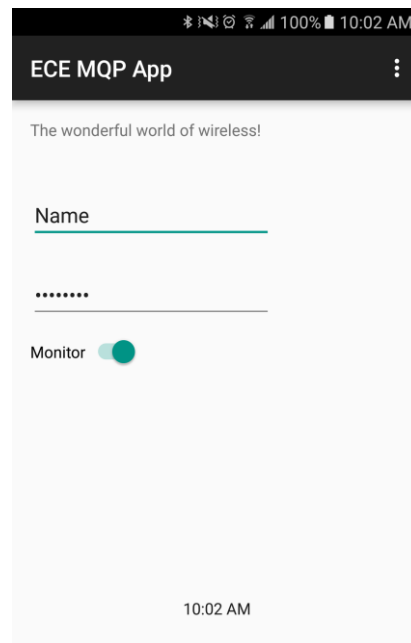 100% 10:02 AM
ECE MQP App
The wonderful world of wireless!
Name
••••••••
Monitor
10:02 AM